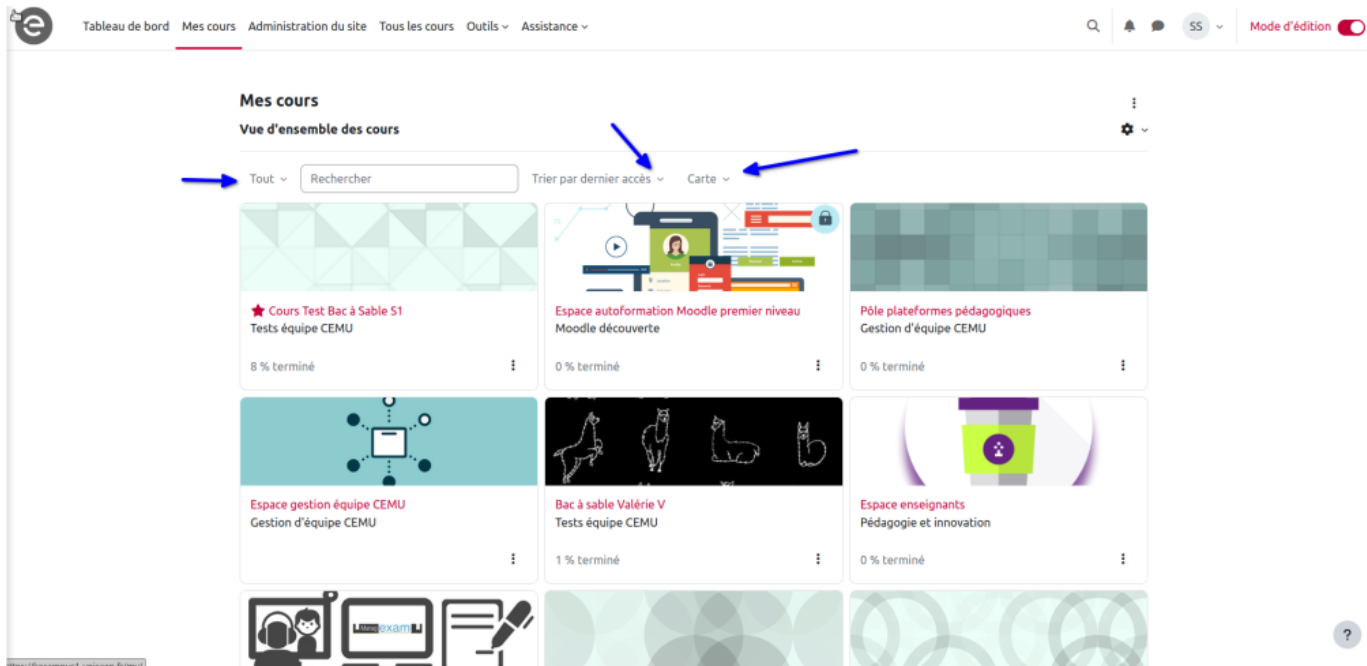 Tableau de bord Mes cours Administration du site Tous les cours Outils Assistance SS Mode d'édition
Mes cours
Vue d'ensemble des cours
Tout Rechercher Trier par dernier accès Carte
Cours Test Bac à Sable S1
Tests équipe CEMU
8 % terminé
Espace autoformation Moodle premier niveau
Moodle découverte
0 % terminé
Pôle plateformes pédagogiques
Gestion d'équipe CEMU
0 % terminé
Espace gestion équipe CEMU
Gestion d'équipe CEMU
Bac à sable Valérie V
Tests équipe CEMU
1 % terminé
Espace enseignants
Pédagogie et innovation
0 % terminé
exam
?